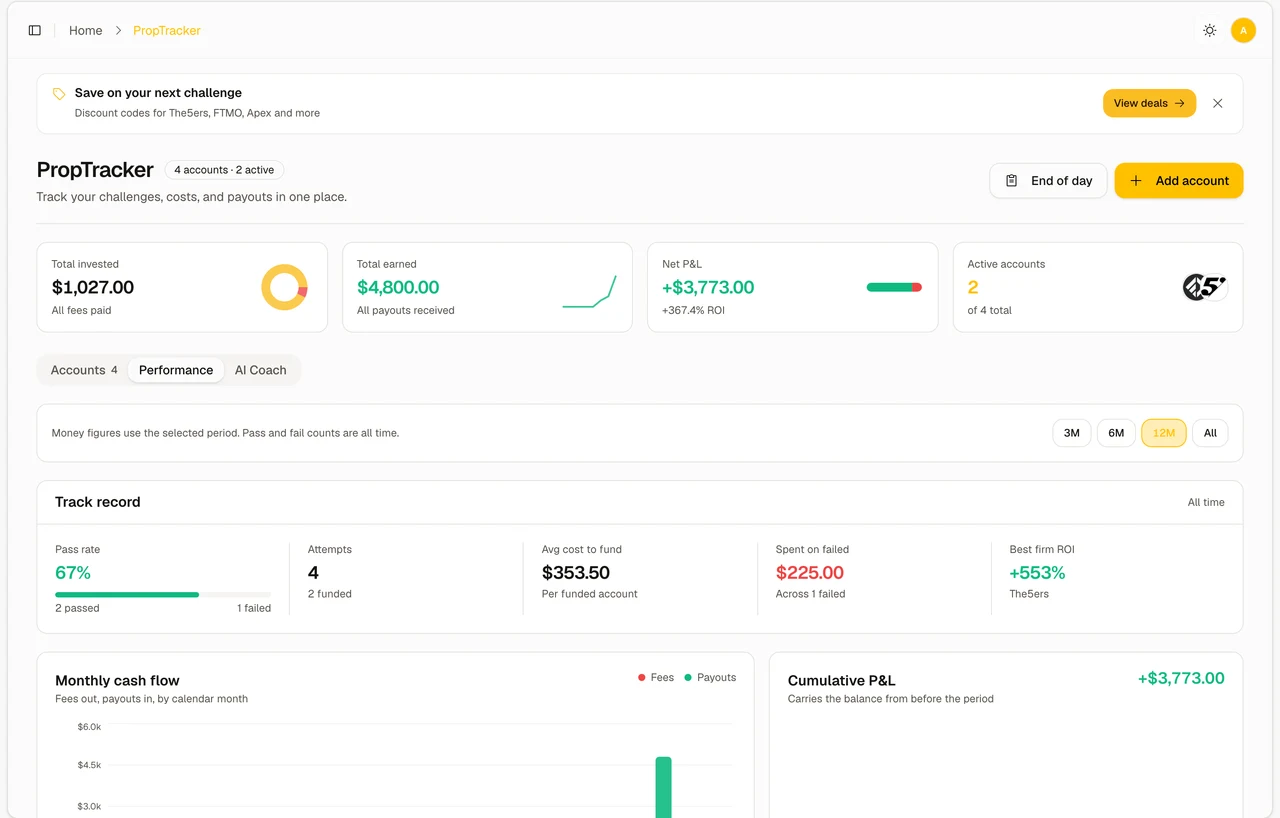 Home > PropTracker
A
Save on your next challenge
Discount codes for The5ers, FTMO, Apex and more
View deals →
PropTracker
4 accounts · 2 active
Track your challenges, costs, and payouts in one place.
End of day
+ Add account
Total invested
$1,027.00
All fees paid
Total earned
$4,800.00
All payouts received
Net P&L
+$3,773.00
+367.4% ROI
Active accounts
2
of 4 total
5
Accounts 4
Performance
AI Coach
Money figures use the selected period. Pass and fail counts are all time.
3M
6M
12M
All
Track record
All time
Pass rate
67%
2 passed
1 failed
Attempts
4
2 funded
Avg cost to fund
$353.50
Per funded account
Spent on failed
$225.00
Across 1 failed
Best firm ROI
+553%
The5ers
Monthly cash flow
Fees out, payouts in, by calendar month
Fees
Payouts
$6.0k
$4.5k
$3.0k
Cumulative P&L
Carries the balance from before the period
+$3,773.00